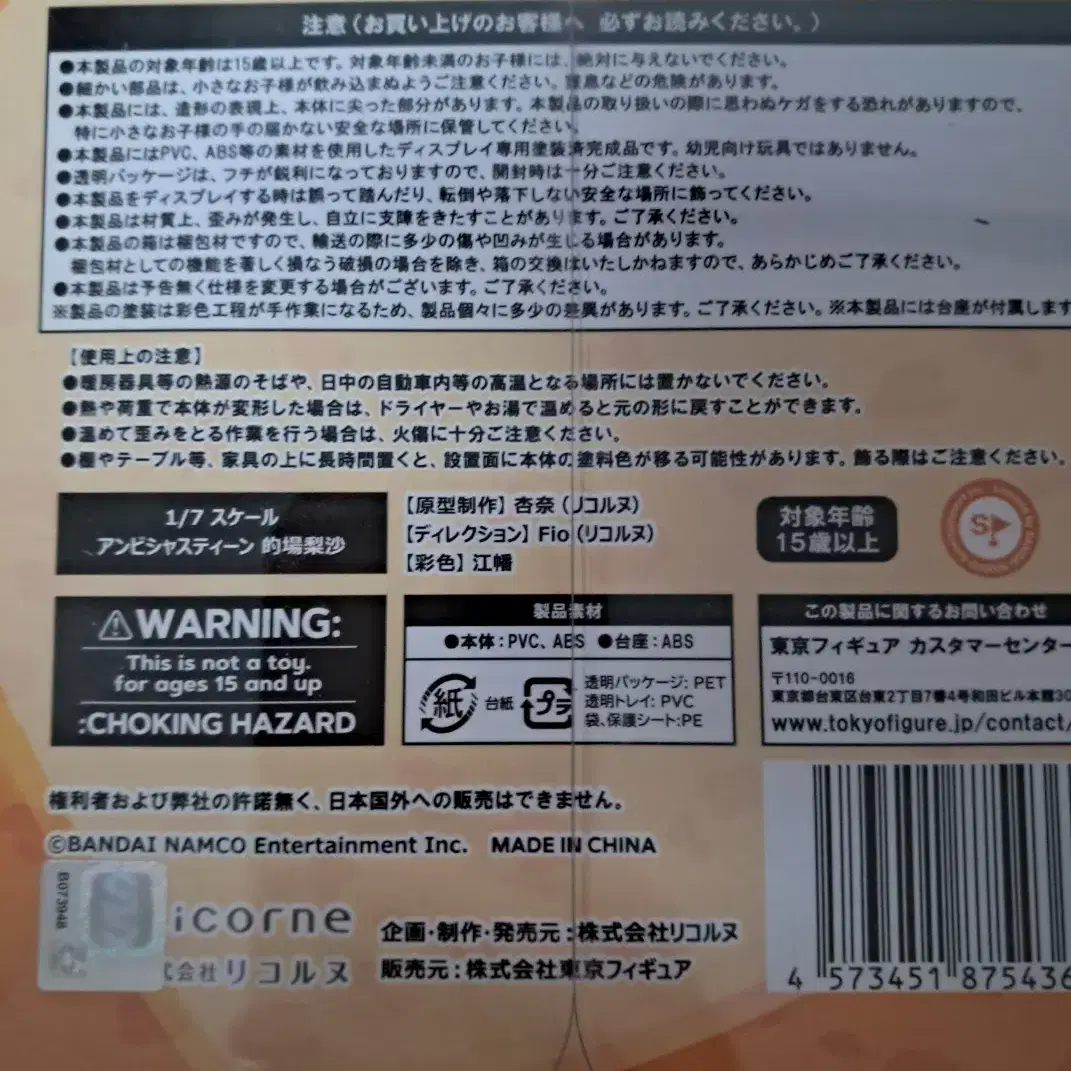 注意(お買い上げのお客様へ 必ずお読みください。)
●本製品の対象年齢は15歳以上です。対象年齢未満のお子様には、絶対に与えないでください。
●細かい部品は、小さなお子様が飲み込まぬようご注意ください。窒息などの危険があります。
●本製品には、造形の表現上、本体に尖った部分があります。本製品の取り扱いの際に思わぬケガをする恐れがありますので、
特に小さなお子様の手の届かない安全な場所に保管してください。
●本製品にはPVC、ABS等の素材を使用したディスプレイ専用塗装済完成品です。幼児向け玩具ではありません。
●透明パッケージは、フチが鋭利になっておりますので、開封時は十分ご注意ください。
●本製品をディスプレイする時は誤って踏んだり、転倒や落下しない安全な場所に飾ってください。
●本製品は材質上、歪みが発生し、自立に支障をきたすことがあります。ご了承ください。
●本製品の箱は梱包材ですので、輸送の際に多少の傷や凹みが生じる場合があります。
梱包材としての機能を著しく損なう破損の場合を除き、箱の交換はいたしかねますので、あらかじめご了承ください。
●本製品は予告無く仕様を変更する場合がございます。ご了承ください。
※製品の塗装は彩色工程が手作業になるため、製品個々に多少の差異があります。ご了承ください。※本製品には台座が付属します
【使用上の注意】
●暖房器具等の熱源のそばや、日中の自動車内等の高温となる場所には置かないでください。
●熱や荷重で本体が変形した場合は、ドライヤーやお湯で温めると元の形に戻すことができます。
●温めて歪みをとる作業を行う場合は、火傷に十分ご注意ください。
●棚やテーブル等、家具の上に長時間置くと、設置面に本体の塗料色が移る可能性があります。飾る際はご注意ください。
1/7 スケール
アンビシャスティーン 的場梨沙
【原型制作】杏奈(リコルヌ)
【ディレクション】Fio(リコルヌ)
【彩色】江幡
対象年齢
15歳以上
S
⚠WARNING:
This is not a toy.
for ages 15 and up
:CHOKING HAZARD
製品素材
●本体:PVC、ABS ●台座:ABS
紙 台紙 プラ
透明パッケージ: PET
透明トレイ: PVC
袋、保護シート:PE
この製品に関するお問い合わせ
東京フィギュア カスタマーセンター
〒110-0016
東京都台東区台東2丁目7番4号和田ビル本館30
www.tokyofigure.jp/contact/
権利者および弊社の許諾無く、日本国外への販売はできません。
©BANDAI NAMCO Entertainment Inc. MADE IN CHINA
B073948
icorne
式会社リコルヌ
企画・制作・発売元:株式会社リコルヌ
販売元:株式会社東京フィギュア
4 573451 875436